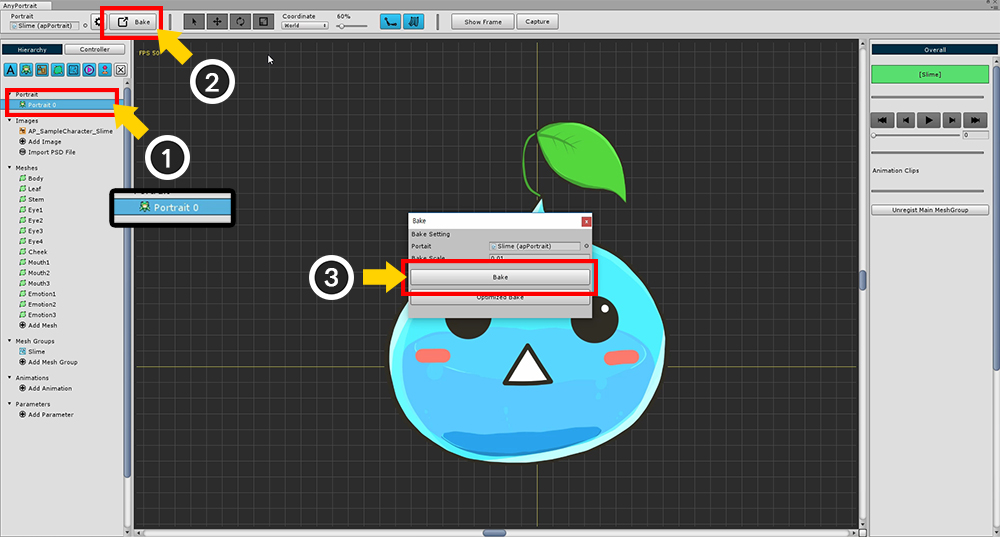 AnyPortrait
Portrait
Slime (apPortrait)
Bake
Coordinate
World
60%
Show Frame
Capture
Hierarchy
Controller
FPS 50
2
Portrait
Portrait 0
Images
AP_SampleCharacter_Slime
Add Image
Import PSD File
1
Portrait 0
Meshes
Body
Leaf
Stem
Eye1
Eye2
Eye3
Eye4
Cheek
Mouth1
Mouth2
Mouth3
Emotion1
Emotion2
Emotion3
Add Mesh
Mesh Groups
Slime
Add Mesh Group
Animations
Add Animation
Parameters
Add Parameter
Bake
Bake Setting
Portait
Slime (apPortrait)
Bake Scale
0.01
3
Bake
Optimized Bake
Overall
[Slime]
0
Animation Clips
Unregist Main MeshGroup